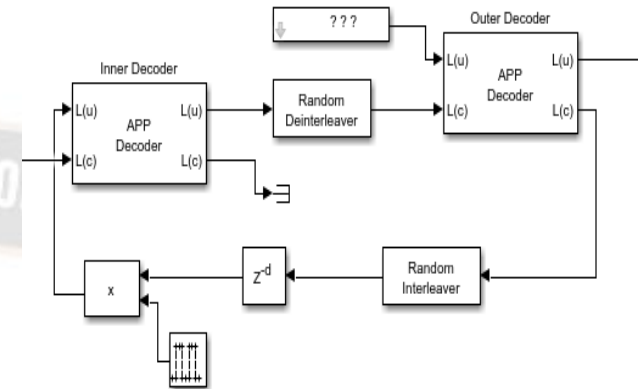 ? ? ?
Outer Decoder
L(u)
L(c)
APP
Decoder
L(u)
L(c)
Inner Decoder
L(u)
L(c)
APP
Decoder
L(u)
L(c)
Random
Deinterleaver
x
Z-d
Random
Interleaver